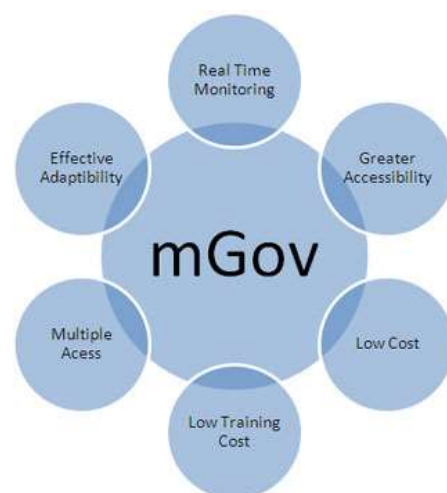 Real Time
Monitoring
Effective
Adaptibility
Greater
Accessibility
mGov
Multiple
Acess
Low Cost
Low Training
Cost